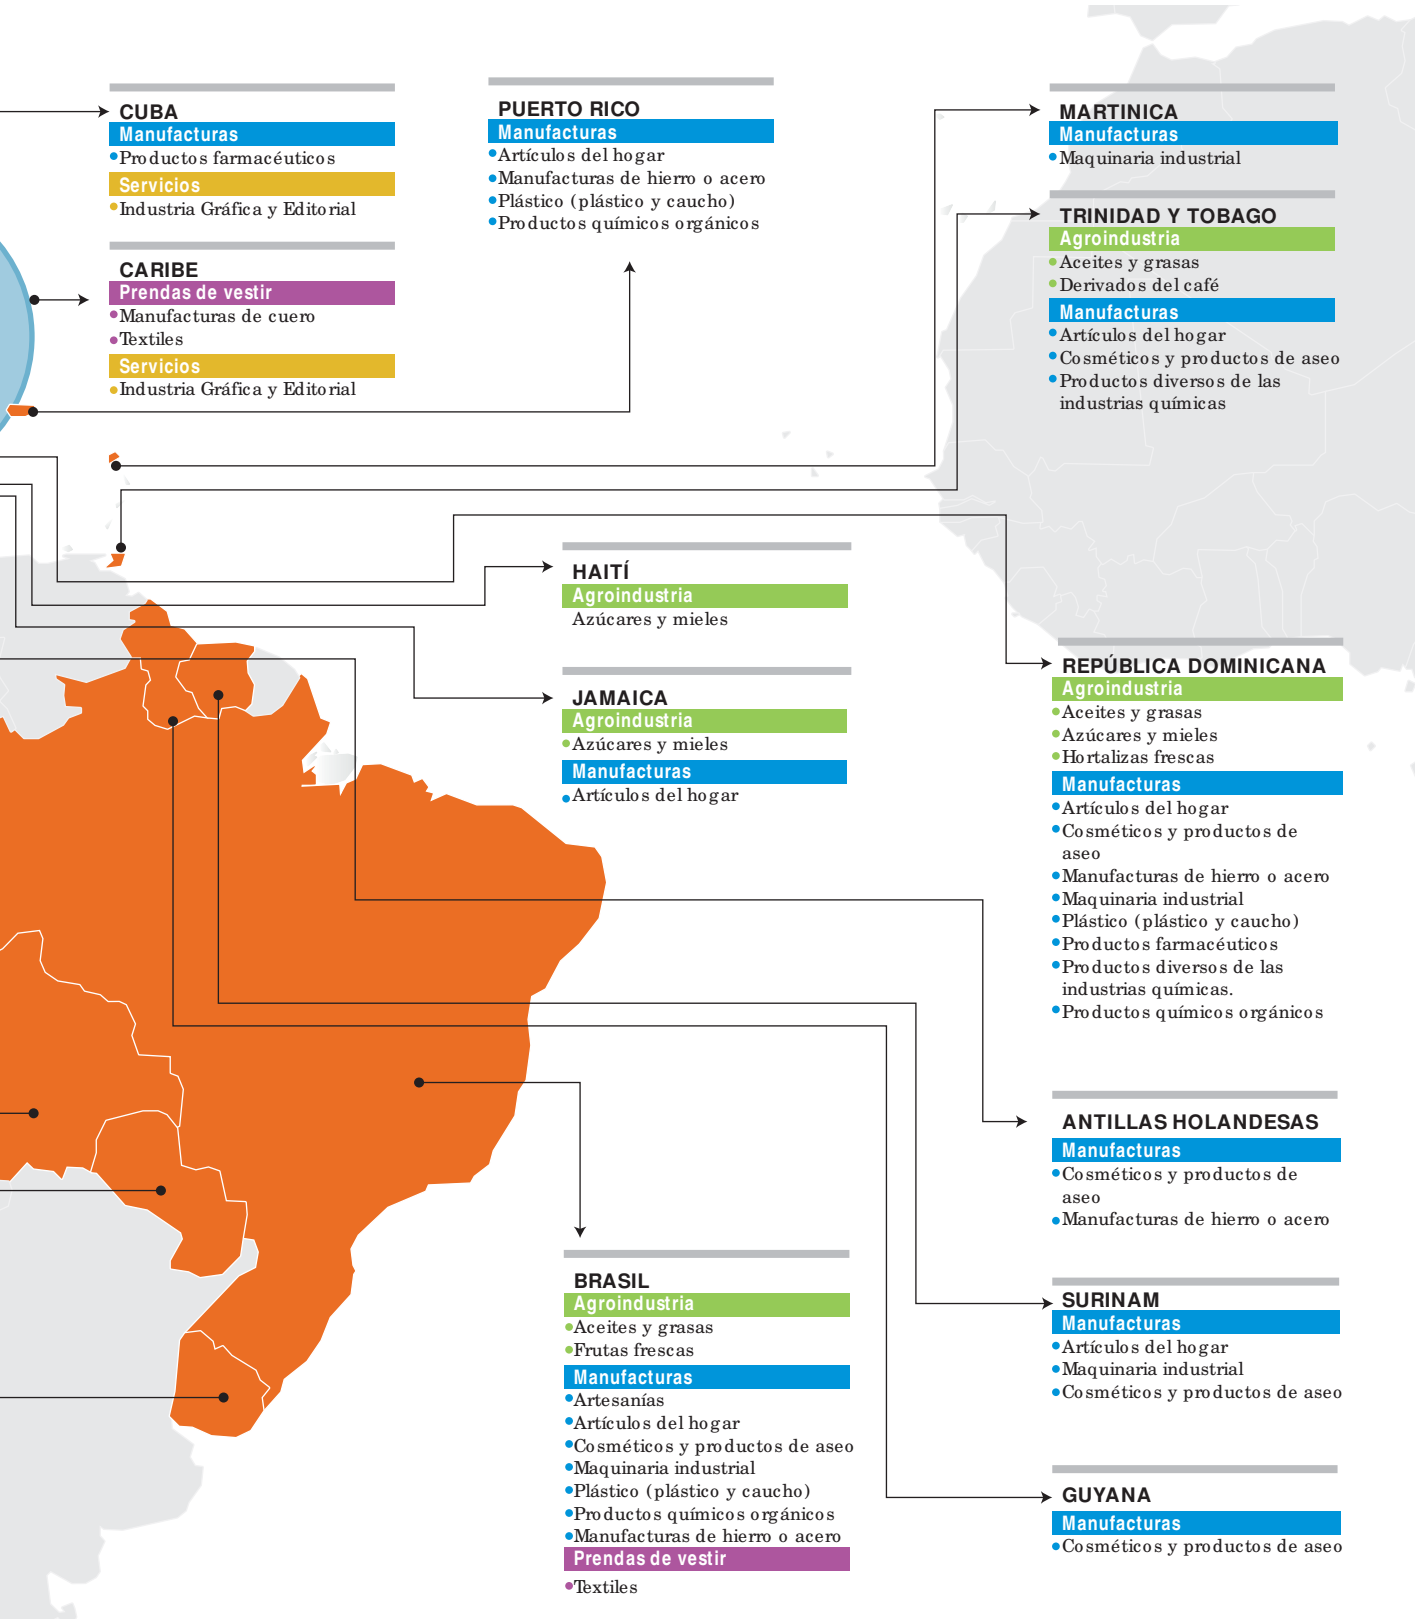 CUBA
Manufacturas
Productos farmacéuticos
Servicios
Industria Gráfica y Editorial
CARIBE
Prendas de vestir
Manufacturas de cuero
Textiles
Servicios
Industria Gráfica y Editorial
PUERTO RICO
Manufacturas
Artículos del hogar
Manufacturas de hierro o acero
Plástico (plástico y caucho)
Productos químicos orgánicos
MARTINICA
Manufacturas
Maquinaria industrial
TRINIDAD Y TOBAGO
Agroindustria
Aceites y grasas
Derivados del café
Manufacturas
Artículos del hogar
Cosméticos y productos de aseo
Productos diversos de las
industrias químicas
HAITÍ
Agroindustria
Azúcares y mieles
JAMAICA
Agroindustria
Azúcares y mieles
Manufacturas
Artículos del hogar
REPÚBLICA DOMINICANA
Agroindustria
Aceites y grasas
Azúcares y mieles
Hortalizas frescas
Manufacturas
Artículos del hogar
Cosméticos y productos de
aseo
Manufacturas de hierro o acero
Maquinaria industrial
Plástico (plástico y caucho)
Productos farmacéuticos
Productos diversos de las
industrias químicas.
Productos químicos orgánicos
ANTILLAS HOLANDESAS
Manufacturas
Cosméticos y productos de
aseo
Manufacturas de hierro o acero
BRASIL
Agroindustria
Aceites y grasas
Frutas frescas
Manufacturas
Artesanías
Artículos del hogar
Cosméticos y productos de aseo
Maquinaria industrial
Plástico (plástico y caucho)
Productos químicos orgánicos
Manufacturas de hierro o acero
Prendas de vestir
Textiles
SURINAM
Manufacturas
Artículos del hogar
Maquinaria industrial
Cosméticos y productos de aseo
GUYANA
Manufacturas
Cosméticos y productos de aseo